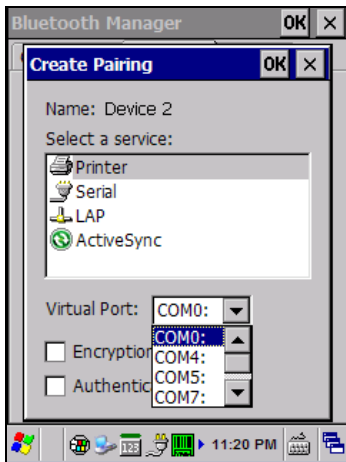 Bluetooth Manager OK
Create Pairing OK
Name: Device 2
Select a service:
Printer
Serial
LAP
ActiveSync
Virtual Port: COM0:
COM0:
Encryption
COM4:
COM5:
Authentic
COM7:
11:20 PM